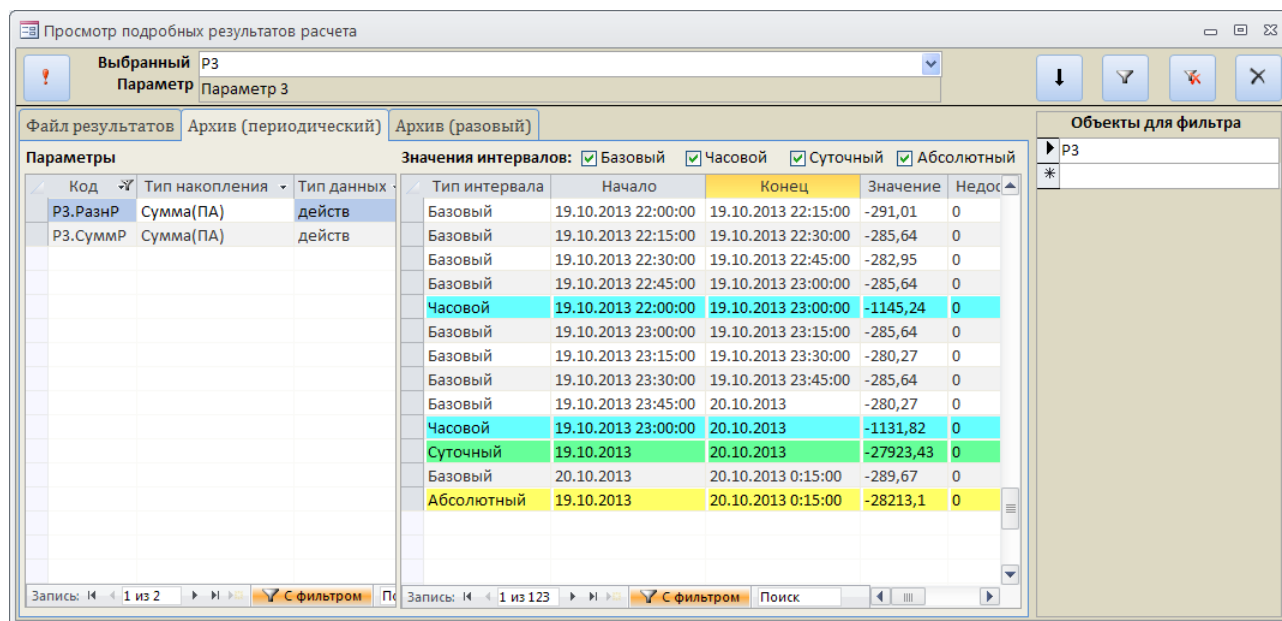 Просмотр подробных результатов расчета
Выбранный Р3
Параметр Параметр 3
Файл результатов Архив (периодический) Архив (разовый) Объекты для фильтра
Параметры Значения интервалов: Базовый Часовой Суточный Абсолютный Р3
Код Тип накопления Тип данных Тип интервала Начало Конец Значение Недос
Р3.РазнР Сумма(ПА) действ Базовый 19.10.2013 22:00:00 19.10.2013 22:15:00 -291,01 0
Р3.СуммР Сумма(ПА) действ Базовый 19.10.2013 22:15:00 19.10.2013 22:30:00 -285,64 0
Базовый 19.10.2013 22:30:00 19.10.2013 22:45:00 -282,95 0
Базовый 19.10.2013 22:45:00 19.10.2013 23:00:00 -285,64 0
Часовой 19.10.2013 22:00:00 19.10.2013 23:00:00 -1145,24 0
Базовый 19.10.2013 23:00:00 19.10.2013 23:15:00 -285,64 0
Базовый 19.10.2013 23:15:00 19.10.2013 23:30:00 -280,27 0
Базовый 19.10.2013 23:30:00 19.10.2013 23:45:00 -285,64 0
Базовый 19.10.2013 23:45:00 20.10.2013 -280,27 0
Часовой 19.10.2013 23:00:00 20.10.2013 -1131,82 0
Суточный 19.10.2013 20.10.2013 -27923,43 0
Базовый 20.10.2013 20.10.2013 0:15:00 -289,67 0
Абсолютный 19.10.2013 20.10.2013 0:15:00 -28213,1 0
Запись: 1 из 2 С фильтром По Запись: 1 из 123 С фильтром Поиск